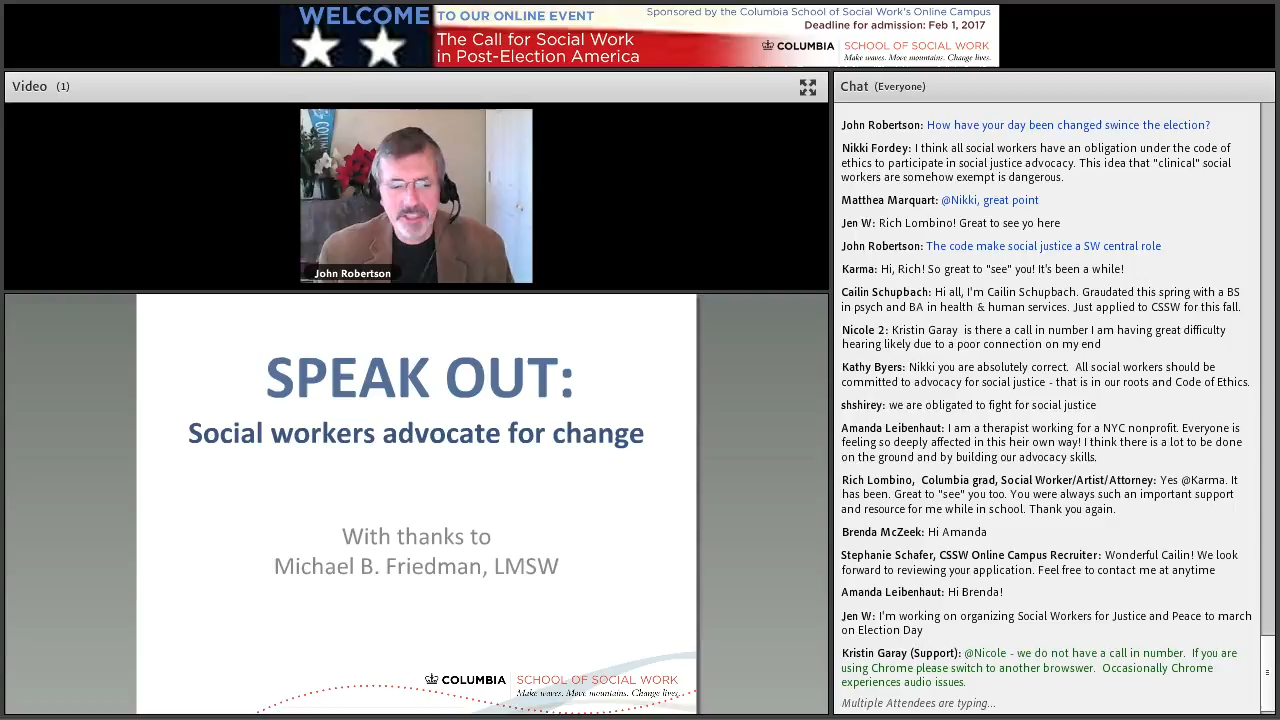 WELCOME TO OUR ONLINE EVENT
The Call for Social Work
in Post-Election America
Sponsored by the Columbia School of Social Work's Online Campus
Deadline for admission: Feb 1, 2017
COLUMBIA SCHOOL OF SOCIAL WORK
Make waves. Move mountains. Change lives.
Video (1)
John Robertson
SPEAK OUT:
Social workers advocate for change
With thanks to
Michael B. Friedman, LMSW
COLUMBIA SCHOOL OF SOCIAL WORK
Make waves. Move mountains. Change lives.
Chat (Everyone)
John Robertson: How have your day been changed swince the election?
Nikki Fordey: I think all social workers have an obligation under the code of
ethics to participate in social justice advocacy. This idea that "clinical" social
workers are somehow exempt is dangerous.
Matthea Marquart: @Nikki, great point
Jen W: Rich Lombino! Great to see yo here
John Robertson: The code make social justice a SW central role
Karma: Hi, Rich! So great to "see" you! It's been a while!
Cailin Schupbach: Hi all, I'm Cailin Schupbach. Graudated this spring with a BS
in psych and BA in health & human services. Just applied to CSSW for this fall.
Nicole 2: Kristin Garay is there a call in number I am having great difficulty
hearing likely due to a poor connection on my end
Kathy Byers: Nikki you are absolutely correct. All social workers should be
committed to advocacy for social justice - that is in our roots and Code of Ethics.
shshirey: we are obligated to fight for social justice
Amanda Leibenhaut: I am a therapist working for a NYC nonprofit. Everyone is
feeling so deeply affected in this heir own way! I think there is a lot to be done
on the ground and by building our advocacy skills.
Rich Lombino, Columbia grad, Social Worker/Artist/Attorney: Yes @Karma. It
has been. Great to "see" you too. You were always such an important support
and resource for me while in school. Thank you again.
Brenda McZeek: Hi Amanda
Stephanie Schafer, CSSW Online Campus Recruiter: Wonderful Cailin! We look
forward to reviewing your application. Feel free to contact me at anytime
Amanda Leibenhaut: Hi Brenda!
Jen W: I'm working on organizing Social Workers for Justice and Peace to march
on Election Day
Kristin Garay (Support): @Nicole - we do not have a call in number. If you are
using Chrome please switch to another browswer. Occasionally Chrome
experiences audio issues.
Multiple Attendees are typing...